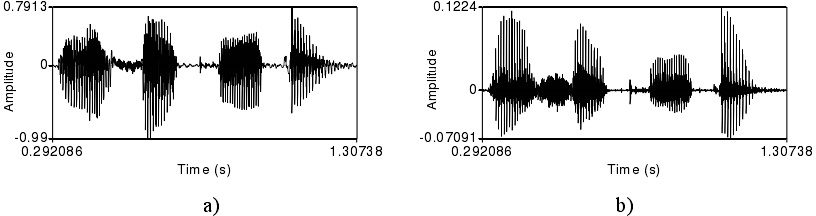 0.7913
0
-0.99
Amplitude
0.292086
1.30738
Time (s)
a)
0.1224
0
-0.07091
Amplitude
0.292086
1.30738
Time (s)
b)